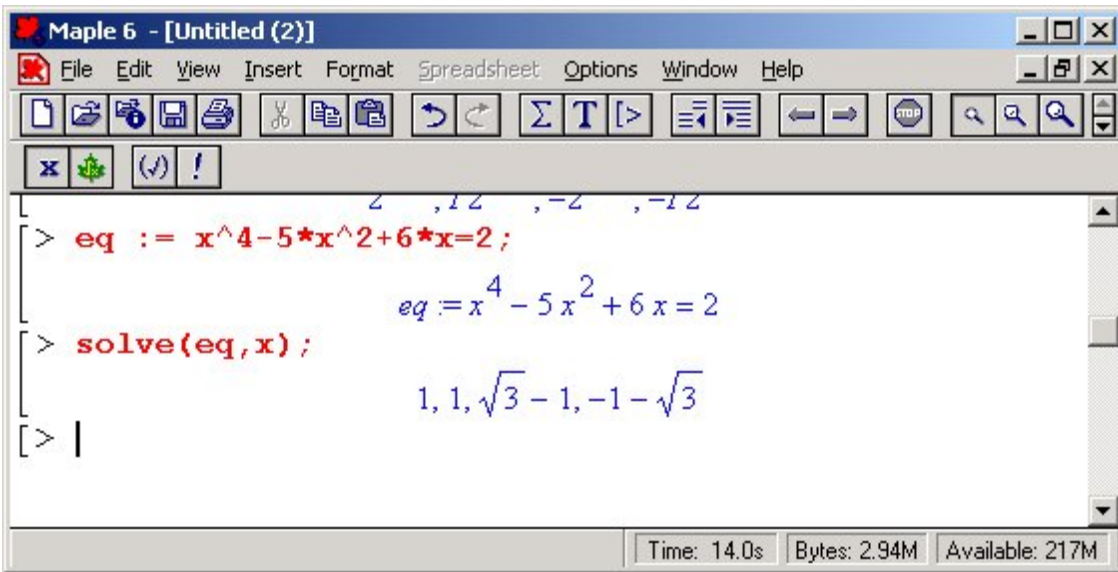 Maple 6 - [Untitled (2)]
File Edit View Insert Format Spreadsheet Options Window Help
Σ T [>
STOP
x (√) !
[> eq := x^4-5*x^2+6*x=2;
eq := x⁴ − 5 x² + 6 x = 2
[> solve(eq,x);
1, 1, √3 − 1, −1 − √3
[>
Time: 14.0s Bytes: 2.94M Available: 217M